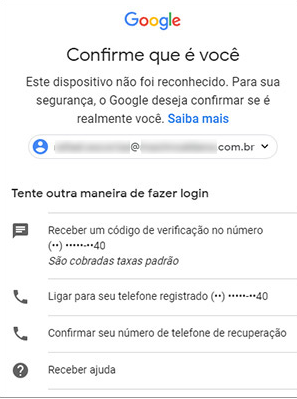 Google
Confirme que é você
Este dispositivo não foi reconhecido. Para sua
segurança, o Google deseja confirmar se é
realmente você. Saiba mais
@ com.br
Tente outra maneira de fazer login
Receber um código de verificação no número
(••) •••••-••40
São cobradas taxas padrão
Ligar para seu telefone registrado (••) •••••-••40
Confirmar seu número de telefone de recuperação
Receber ajuda